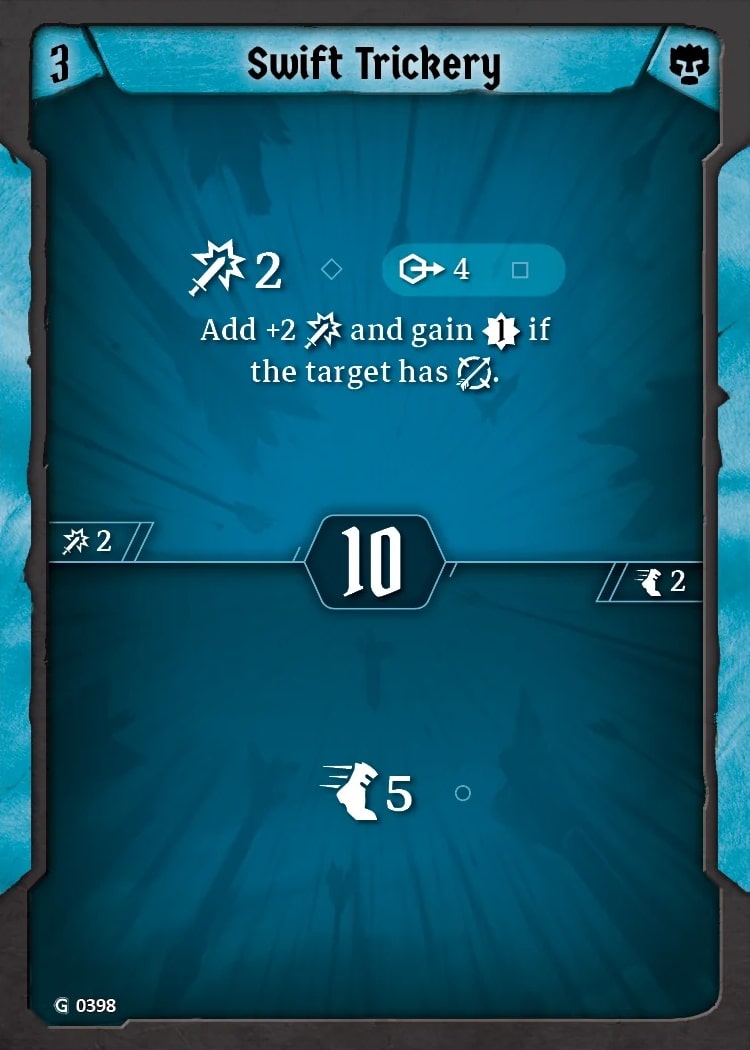 3
Swift Trickery
2 4
Add +2 and gain 1 if
the target has .
2
10
2
5
G 0398